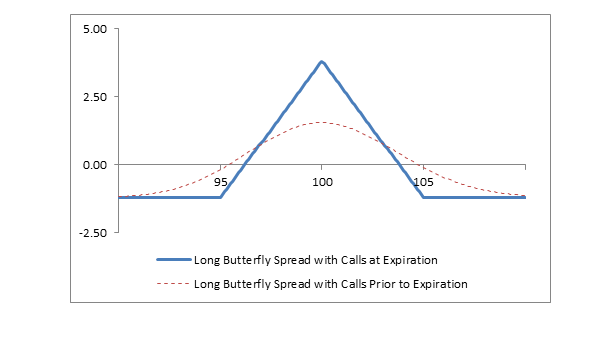 5.00
2.50
0.00
95 100 105
-2.50
Long Butterfly Spread with Calls at Expiration
Long Butterfly Spread with Calls Prior to Expiration